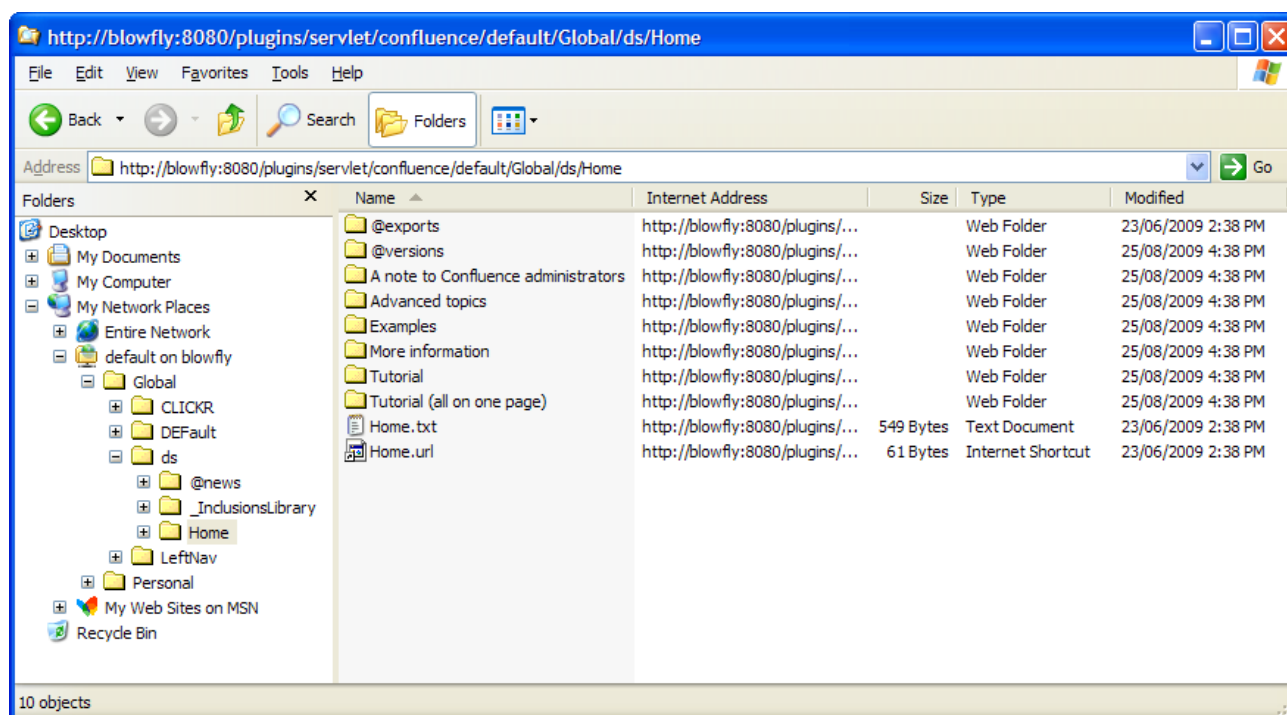 http://blowfly:8080/plugins/servlet/confluence/default/Global/ds/Home
File Edit View Favorites Tools Help
Back Search Folders
Address http://blowfly:8080/plugins/servlet/confluence/default/Global/ds/Home Go
Folders X
Desktop
My Documents
My Computer
My Network Places
Entire Network
default on blowfly
Global
CLICKR
DEFault
ds
@news
_InclusionsLibrary
Home
LeftNav
Personal
My Web Sites on MSN
Recycle Bin
Name Internet Address Size Type Modified
@exports http://blowfly:8080/plugins/... Web Folder 23/06/2009 2:38 PM
@versions http://blowfly:8080/plugins/... Web Folder 25/08/2009 4:38 PM
A note to Confluence administrators http://blowfly:8080/plugins/... Web Folder 25/08/2009 4:38 PM
Advanced topics http://blowfly:8080/plugins/... Web Folder 25/08/2009 4:38 PM
Examples http://blowfly:8080/plugins/... Web Folder 25/08/2009 4:38 PM
More information http://blowfly:8080/plugins/... Web Folder 25/08/2009 4:38 PM
Tutorial http://blowfly:8080/plugins/... Web Folder 25/08/2009 4:38 PM
Tutorial (all on one page) http://blowfly:8080/plugins/... Web Folder 25/08/2009 4:38 PM
Home.txt http://blowfly:8080/plugins/... 549 Bytes Text Document 23/06/2009 2:38 PM
Home.url http://blowfly:8080/plugins/... 61 Bytes Internet Shortcut 23/06/2009 2:38 PM
10 objects